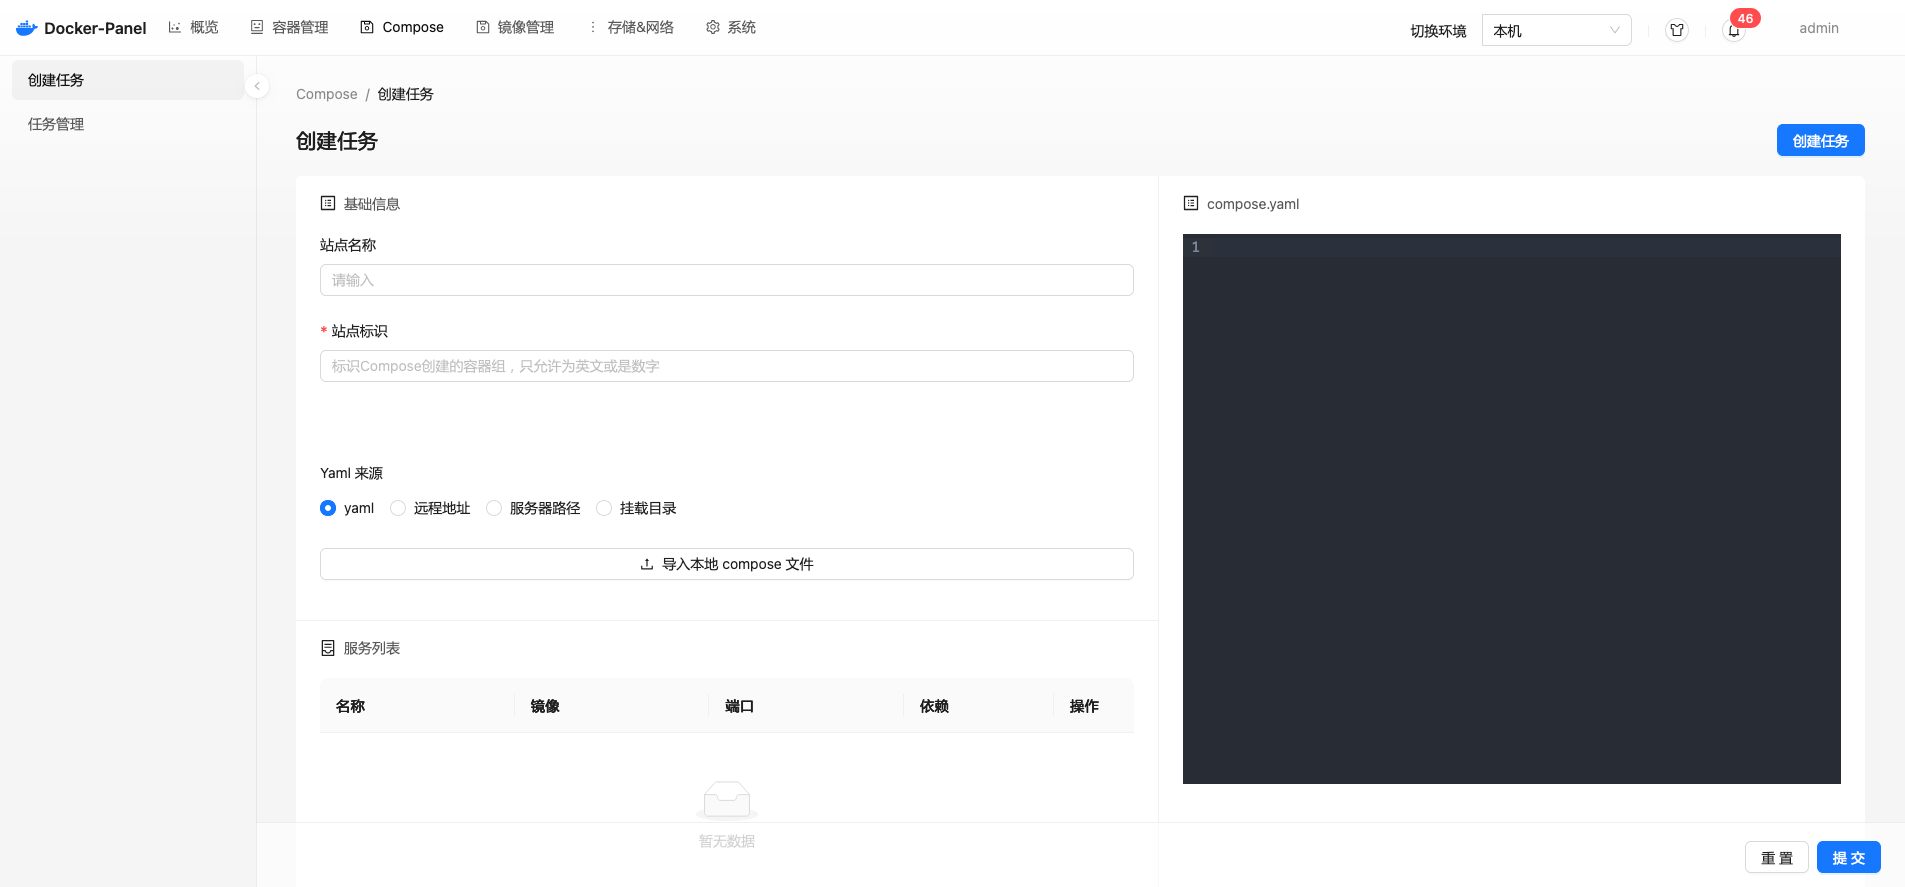 Docker-Panel 概览 容器管理 Compose 镜像管理 存储&网络 系统 切换环境 本机 46 admin
创建任务
任务管理
Compose / 创建任务
创建任务 创建任务
基础信息
站点名称
请输入
* 站点标识
标识Compose创建的容器组，只允许为英文或是数字
Yaml 来源
yaml 远程地址 服务器路径 挂载目录
导入本地 compose 文件
服务列表
名称 镜像 端口 依赖 操作
暂无数据
compose.yaml
1
重 置 提 交